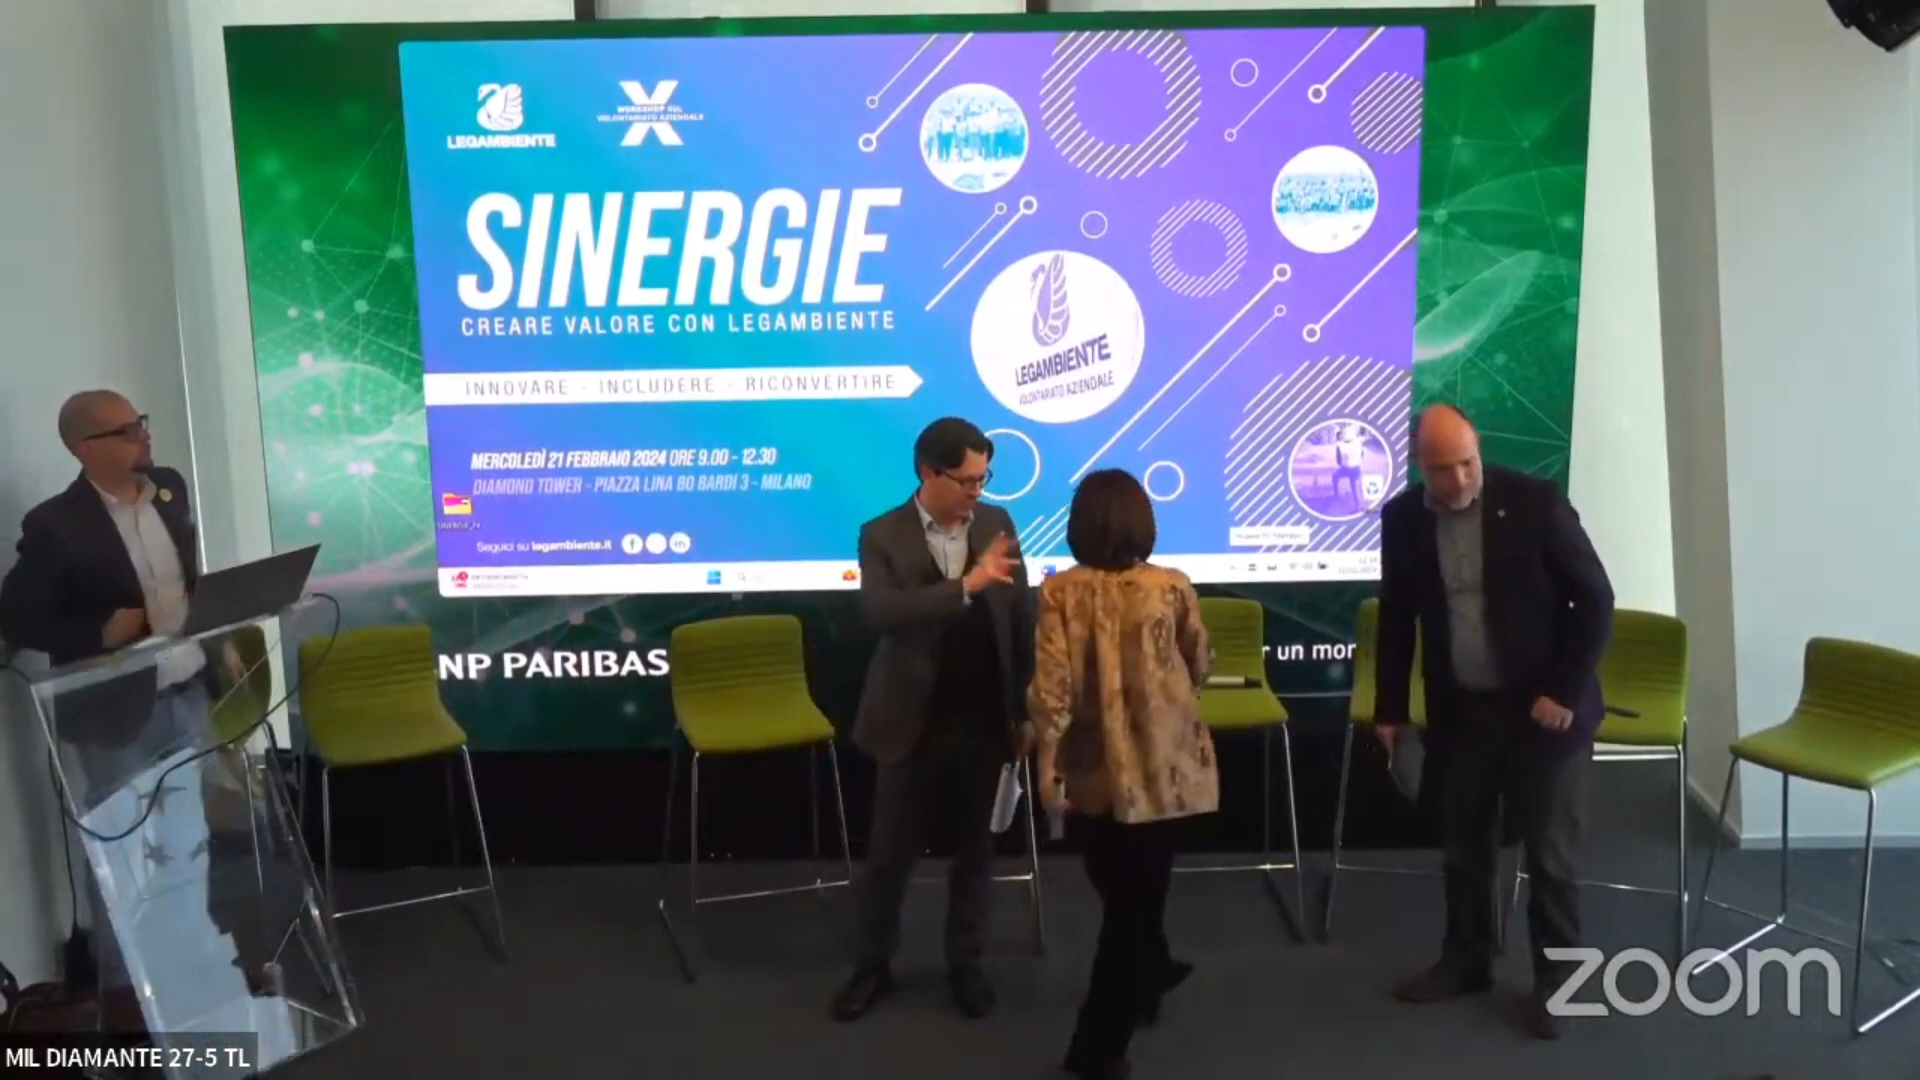 LEGAMBIENTE
X
WORKSHOP SUL
VOLONTARIATO AZIENDALE
SINERGIE
CREARE VALORE CON LEGAMBIENTE
INNOVARE - INCLUDERE - RICONVERTIRE
LEGAMBIENTE
VOLONTARIATO AZIENDALE
MERCOLEDÌ 21 FEBBRAIO 2024 ORE 9.00 - 12.30
DIAMOND TOWER - PIAZZA LINA BO BARDI 3 - MILANO
Seguici su legambiente.it
f
in
NP PARIBAS
r un mor
zoom
MIL DIAMANTE 27-5 TL